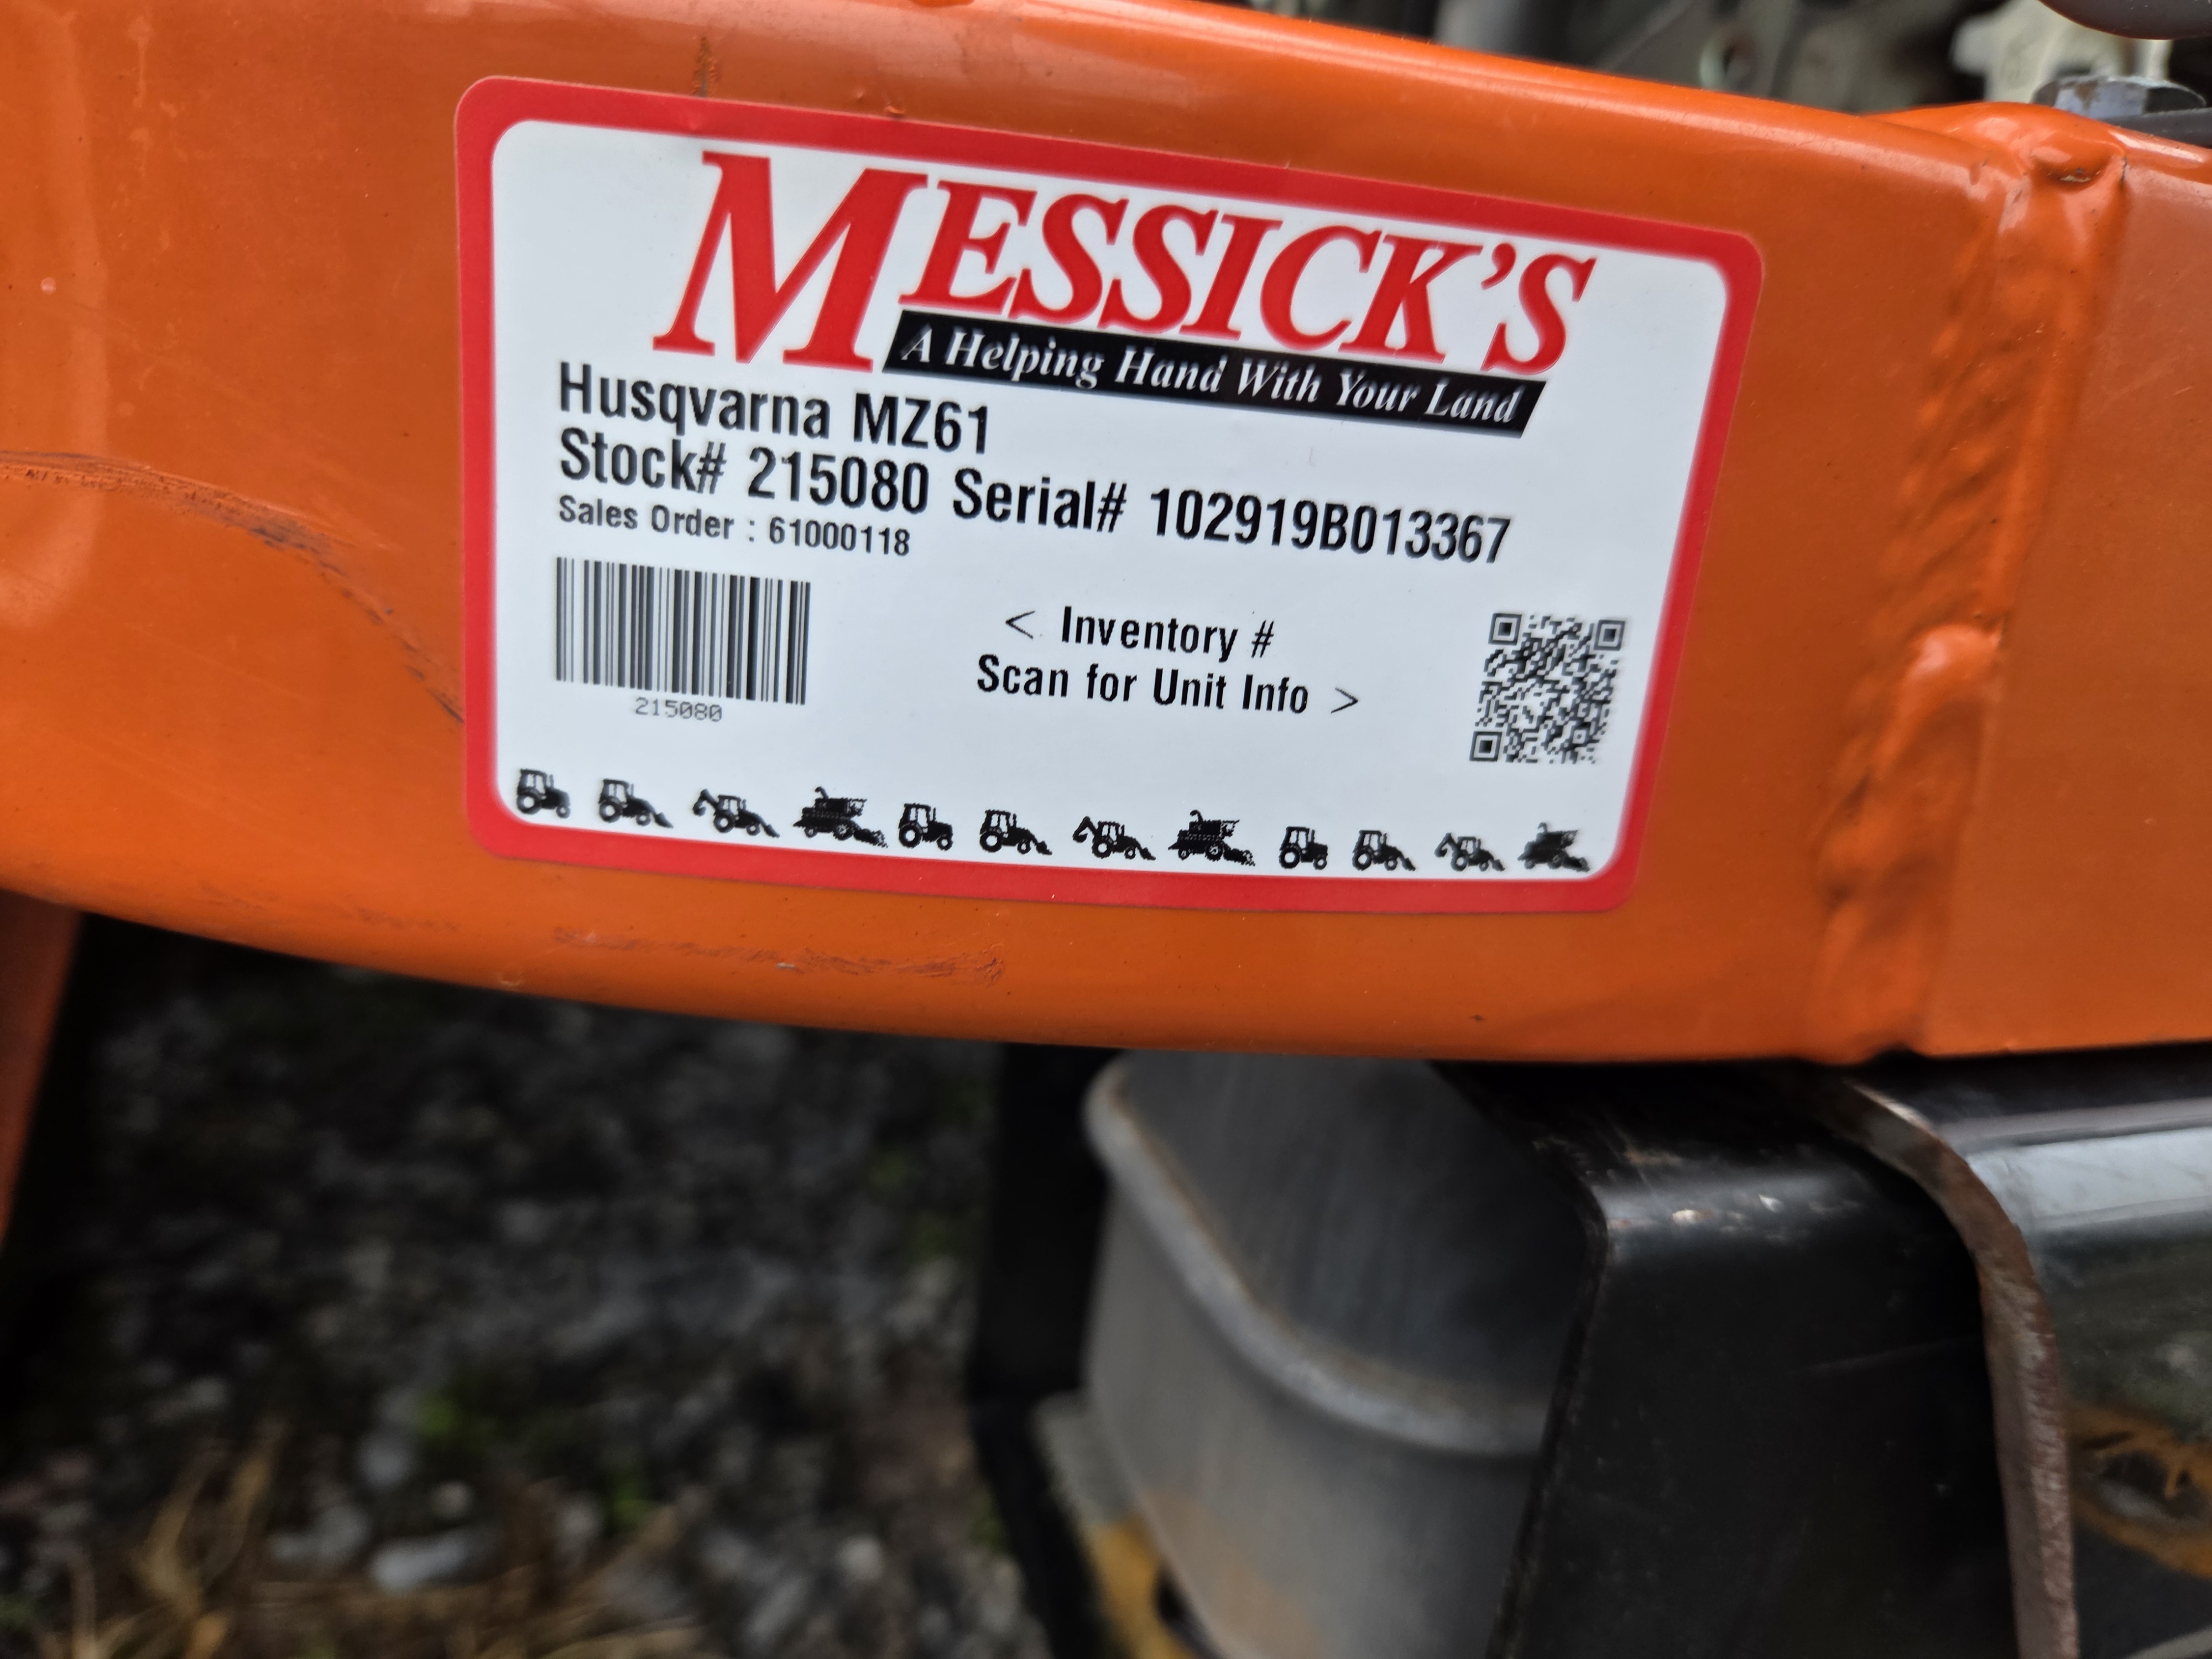 MESSICK'S
A Helping Hand With Your Land
Husqvarna MZ61
Stock# 215080 Serial# 102919B013367
Sales Order : 61000118
215080
< Inventory #
Scan for Unit Info >